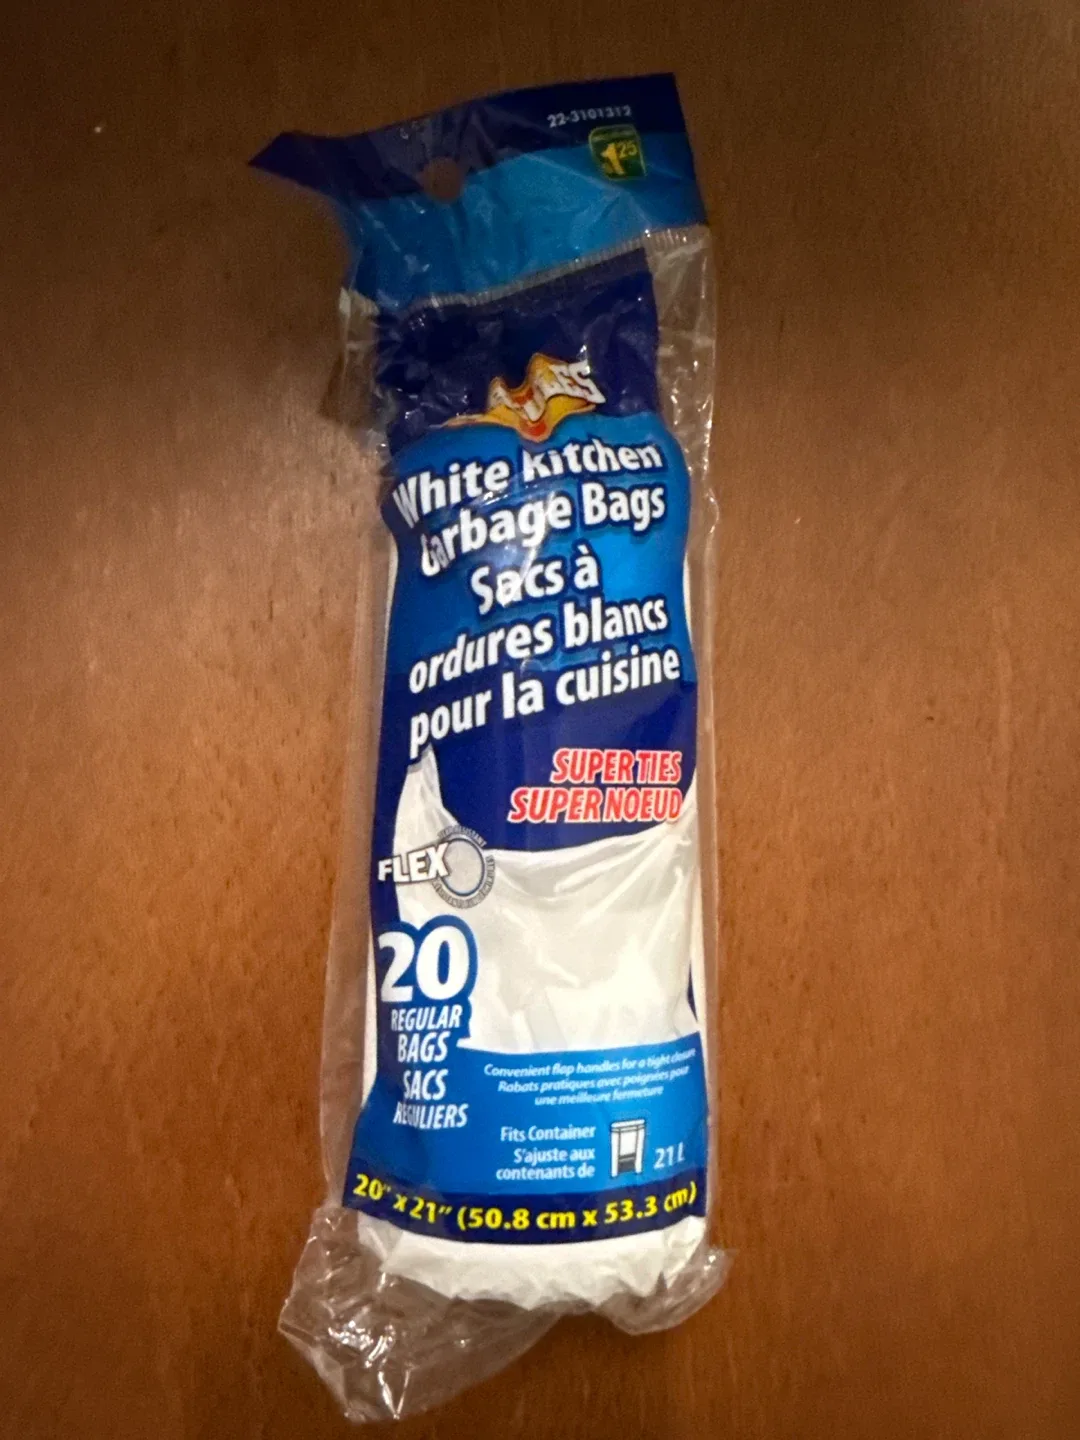 22-3101312
1 25
White Kitchen
Garbage Bags
Sacs à
ordures blancs
pour la cuisine
SUPER TIES
SUPER NOEUD
FLEX
20
REGULAR
BAGS
SACS
RÉGULIERS
Convenient flap handles for a tight closure
Rabats pratiques avec poignées pour
une meilleure fermeture
Fits Container
S'ajuste aux
contenants de
21 L
20" x 21" (50.8 cm x 53.3 cm)